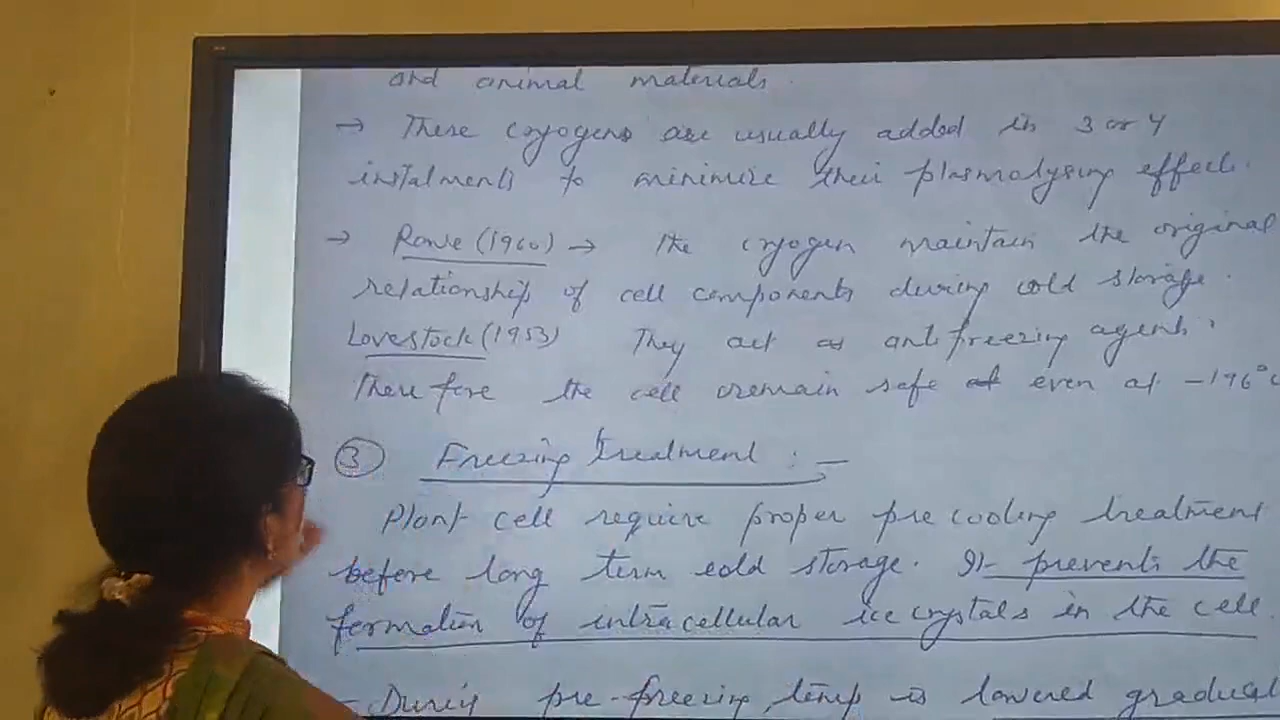 and animal materials.
→ These cryogens are usually added in 3 or 4
instalments to minimize their plasmolysing effect.
→ Rowe (1960) → the cryogen maintain the original
relationship of cell components during cold storage.
Lovestock (1953) They act as antifreezing agents.
Therefore the cell remain safe at even at -196°C
③ Freezing treatment : -
Plant cell require proper pre cooling treatment
before long term cold storage. It prevents the
formation of intracellular ice crystals in the cell.
- During pre-freezing, temp is lowered gradual